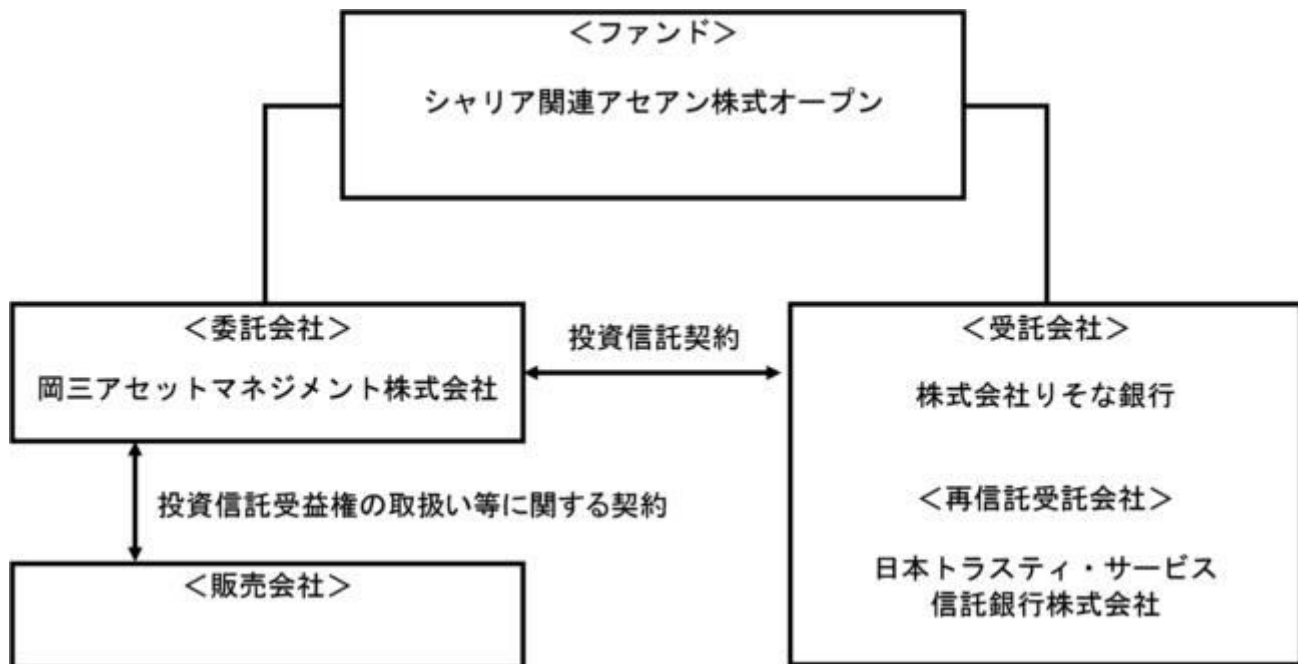 ＜ファンド＞
シャリア関連アセアン株式オープン
＜委託会社＞
岡三アセットマネジメント株式会社
投資信託契約
＜受託会社＞
株式会社りそな銀行
＜再信託受託会社＞
日本トラスティ・サービス
信託銀行株式会社
投資信託受益権の取扱い等に関する契約
＜販売会社＞